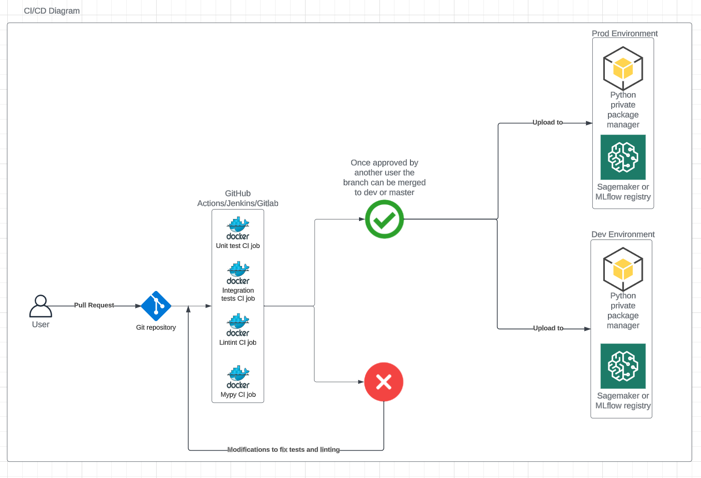 CI/CD Diagram
Prod Environment
Python
private
package
manager
Sagemaker or
MLflow registry
Upload to
Once approved by
another user the
branch can be merged
to dev or master
GitHub
Actions/Jenkins/Gitlab
docker
Unit test CI job
docker
Integration
tests CI job
docker
Lintint CI job
docker
Mypy CI job
Dev Environment
Python
private
package
manager
Sagemaker or
MLflow registry
Upload to
User
Pull Request
Git repository
Modifications to fix tests and linting